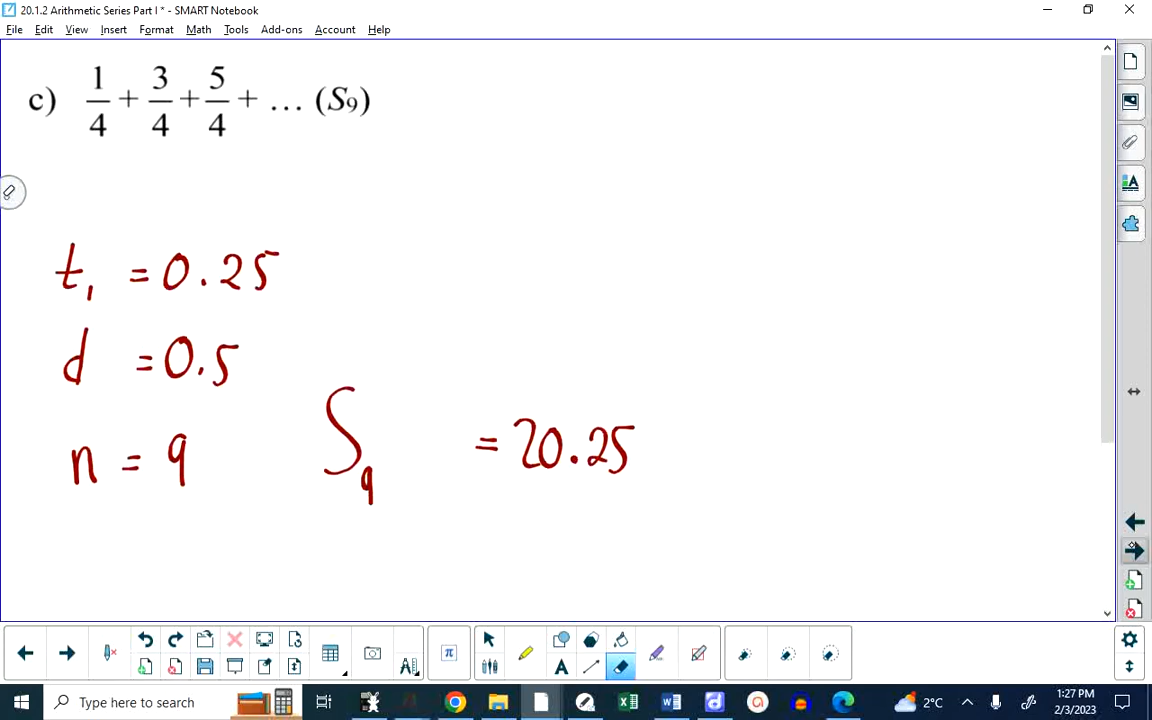 20.1.2 Arithmetic Series Part I * - SMART Notebook
File Edit View Insert Format Math Tools Add-ons Account Help
c) 1/4 + 3/4 + 5/4 + … (S₉)
t₁ = 0.25
d = 0.5
n = 9
S₉ = 20.25
Type here to search
2°C
1:27 PM
2/3/2023